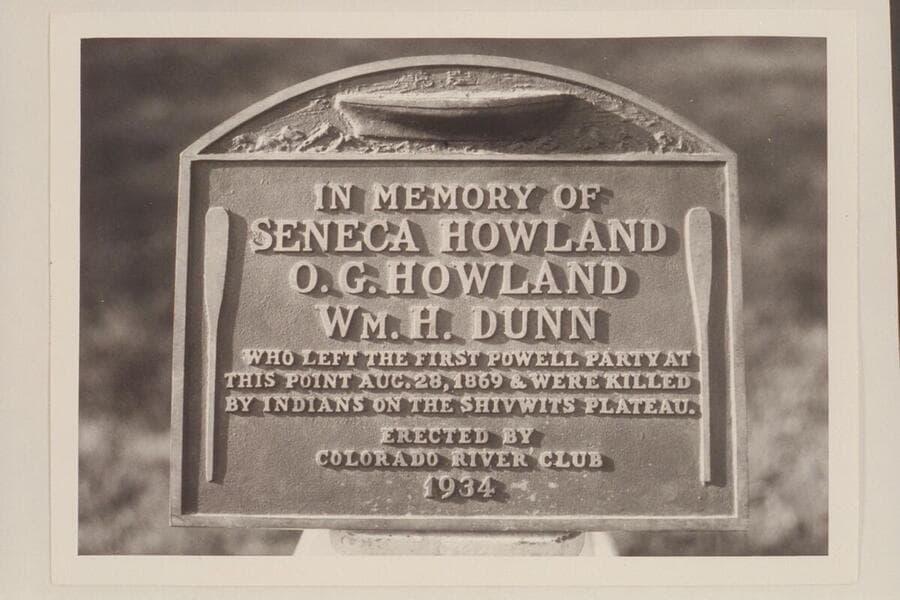 IN MEMORY OF
SENECA HOWLAND
O. G. HOWLAND
WM. H. DUNN
WHO LEFT THE FIRST POWELL PARTY AT
THIS POINT AUG. 28, 1869 & WERE KILLED
BY INDIANS ON THE SHIVWITS PLATEAU.
ERECTED BY
COLORADO RIVER CLUB
1934